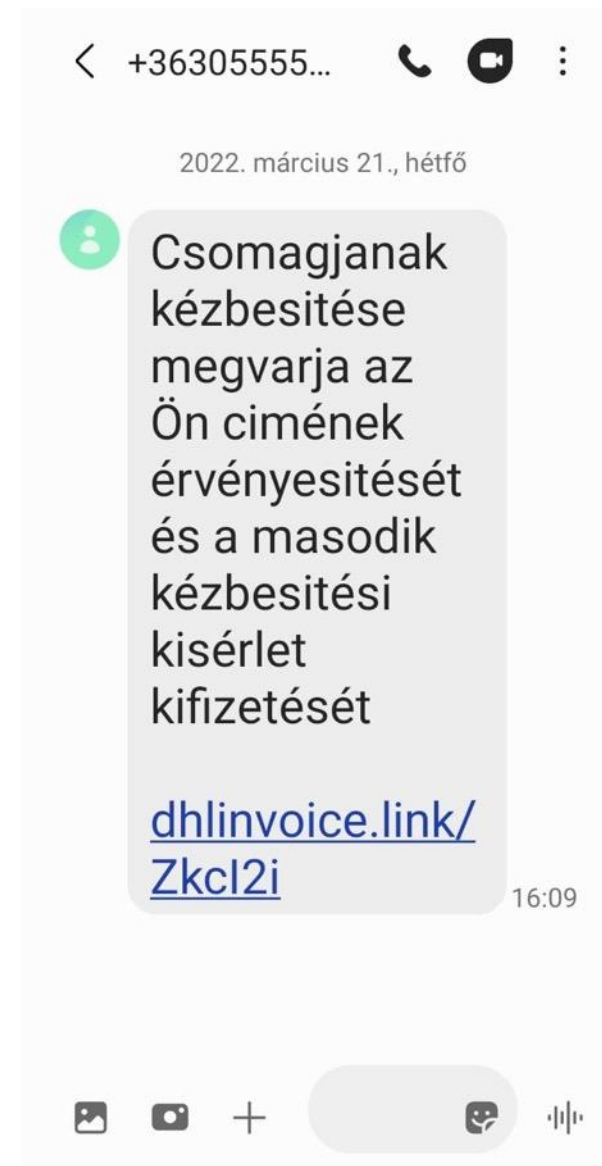 +36305555...
2022. március 21., hétfő
Csomagjanak
kézbesitése
megvarja az
Ön cimének
érvényesitését
és a masodik
kézbesitési
kisérlet
kifizetését
dhlinvoice.link/
ZkcI2i
16:09